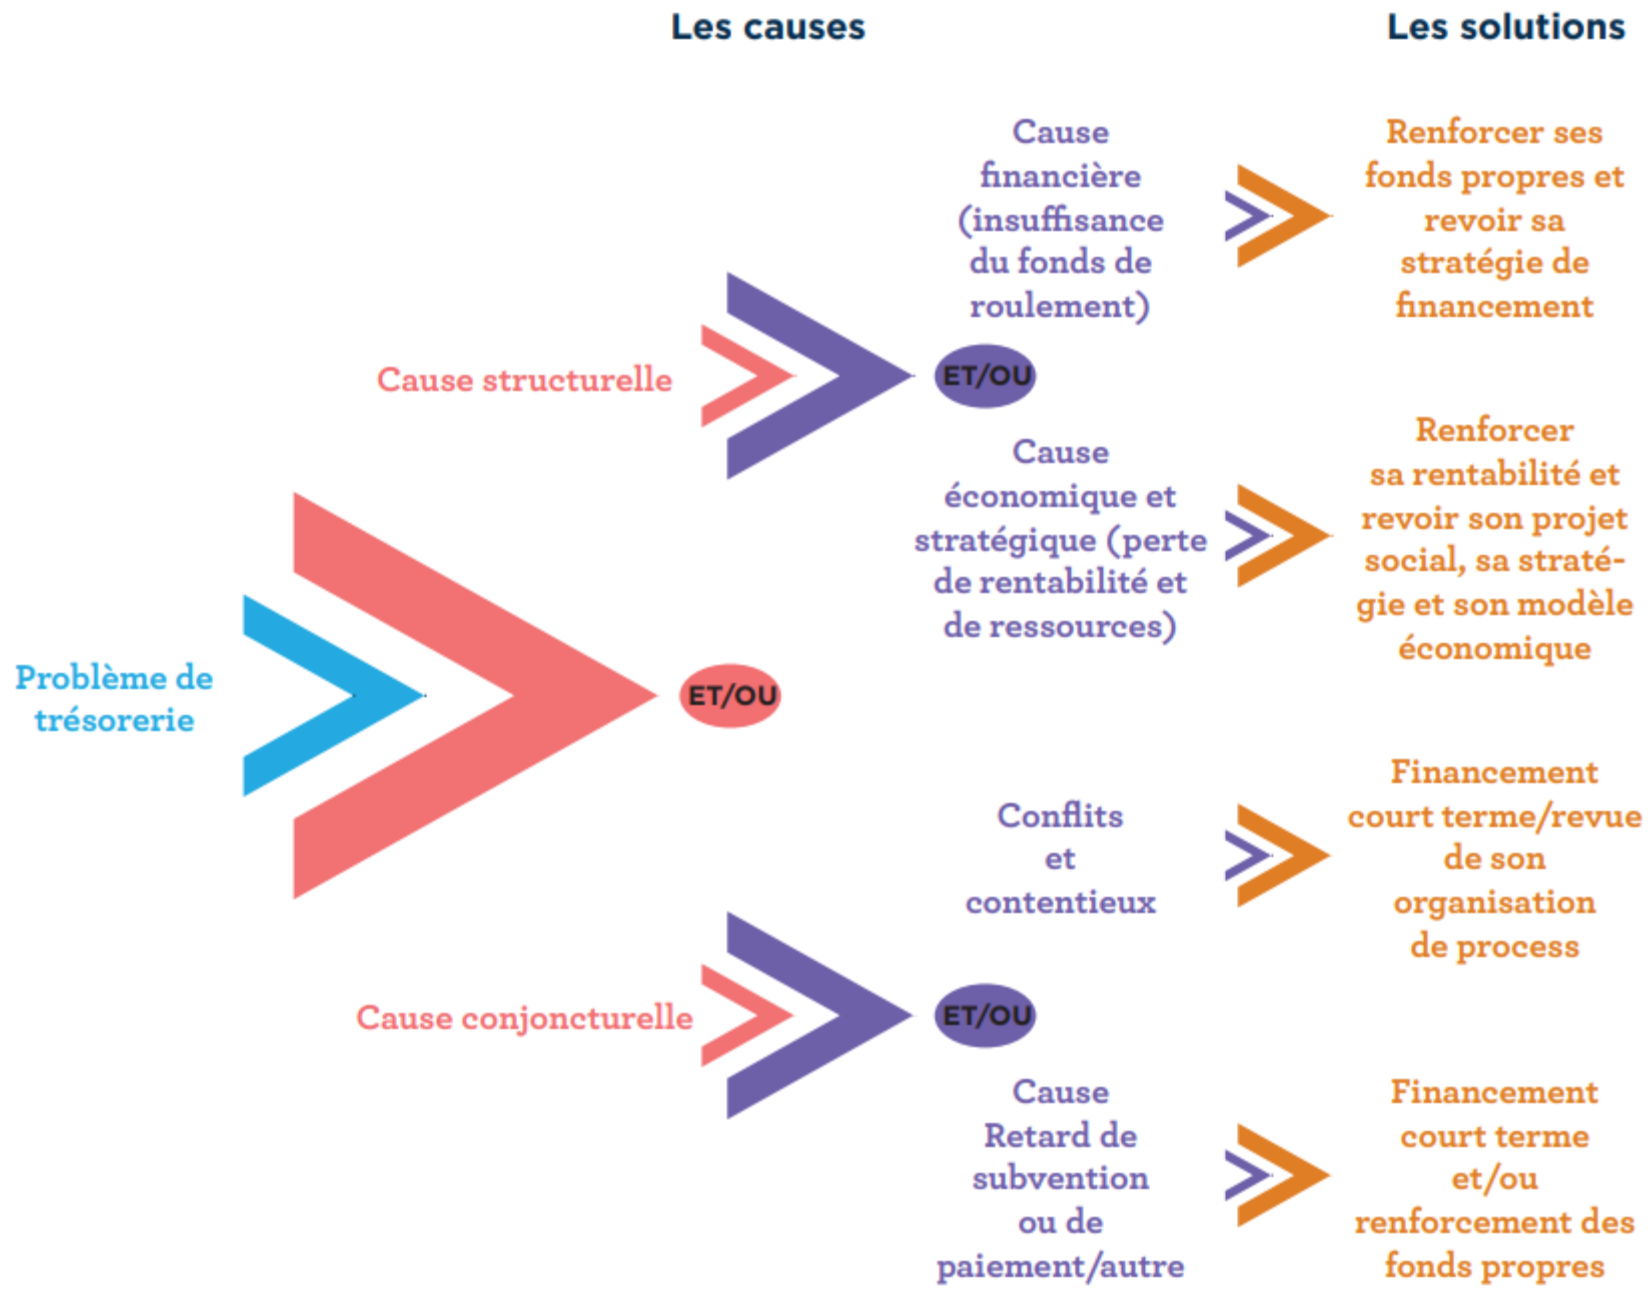 Les causes
Les solutions
Cause
financière
(insuffisance
du fonds de
roulement)
Renforcer ses
fonds propres et
revoir sa
stratégie de
financement
Cause structurelle
ET/OU
Cause
économique et
stratégique (perte
de rentabilité et
de ressources)
Renforcer
sa rentabilité et
revoir son projet
social, sa straté-
gie et son modèle
économique
Problème de
trésorerie
ET/OU
Conflits
et
contentieux
Financement
court terme/revue
de son
organisation
de process
Cause conjoncturelle
ET/OU
Cause
Retard de
subvention
ou de
paiement/autre
Financement
court terme
et/ou
renforcement des
fonds propres